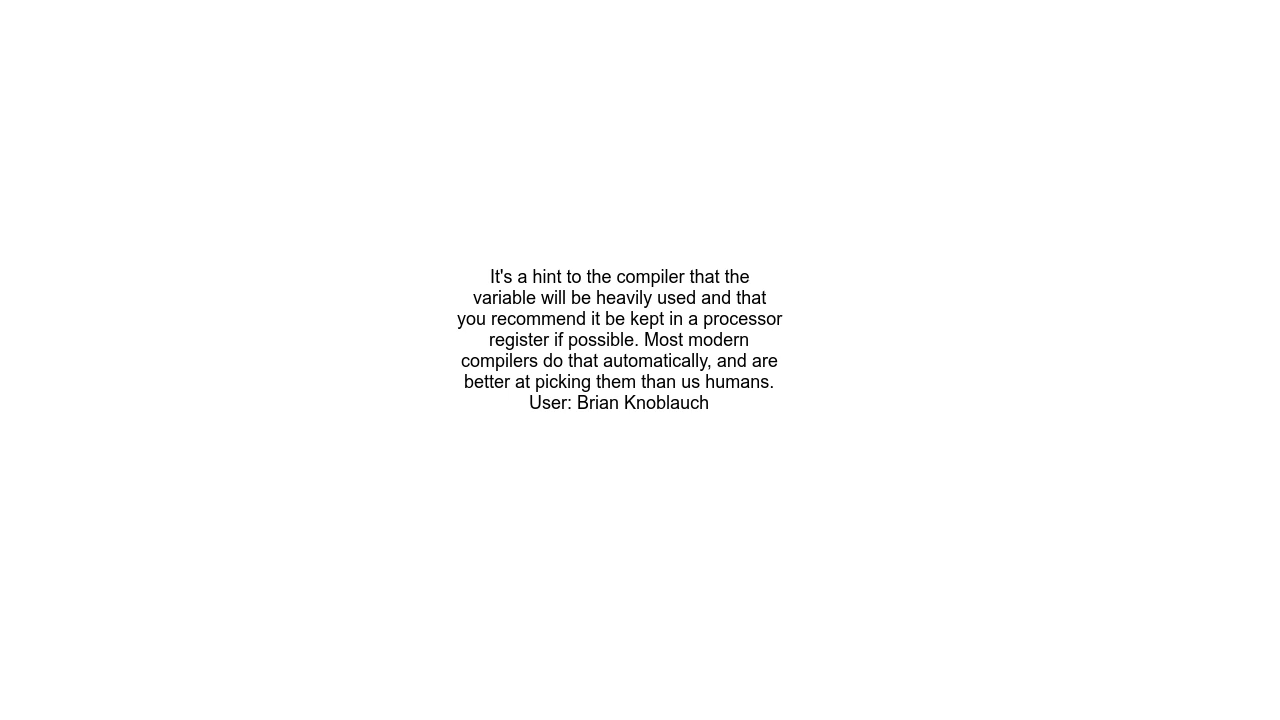 It's a hint to the compiler that the
variable will be heavily used and that
you recommend it be kept in a processor
register if possible. Most modern
compilers do that automatically, and are
better at picking them than us humans.
User: Brian Knoblauch